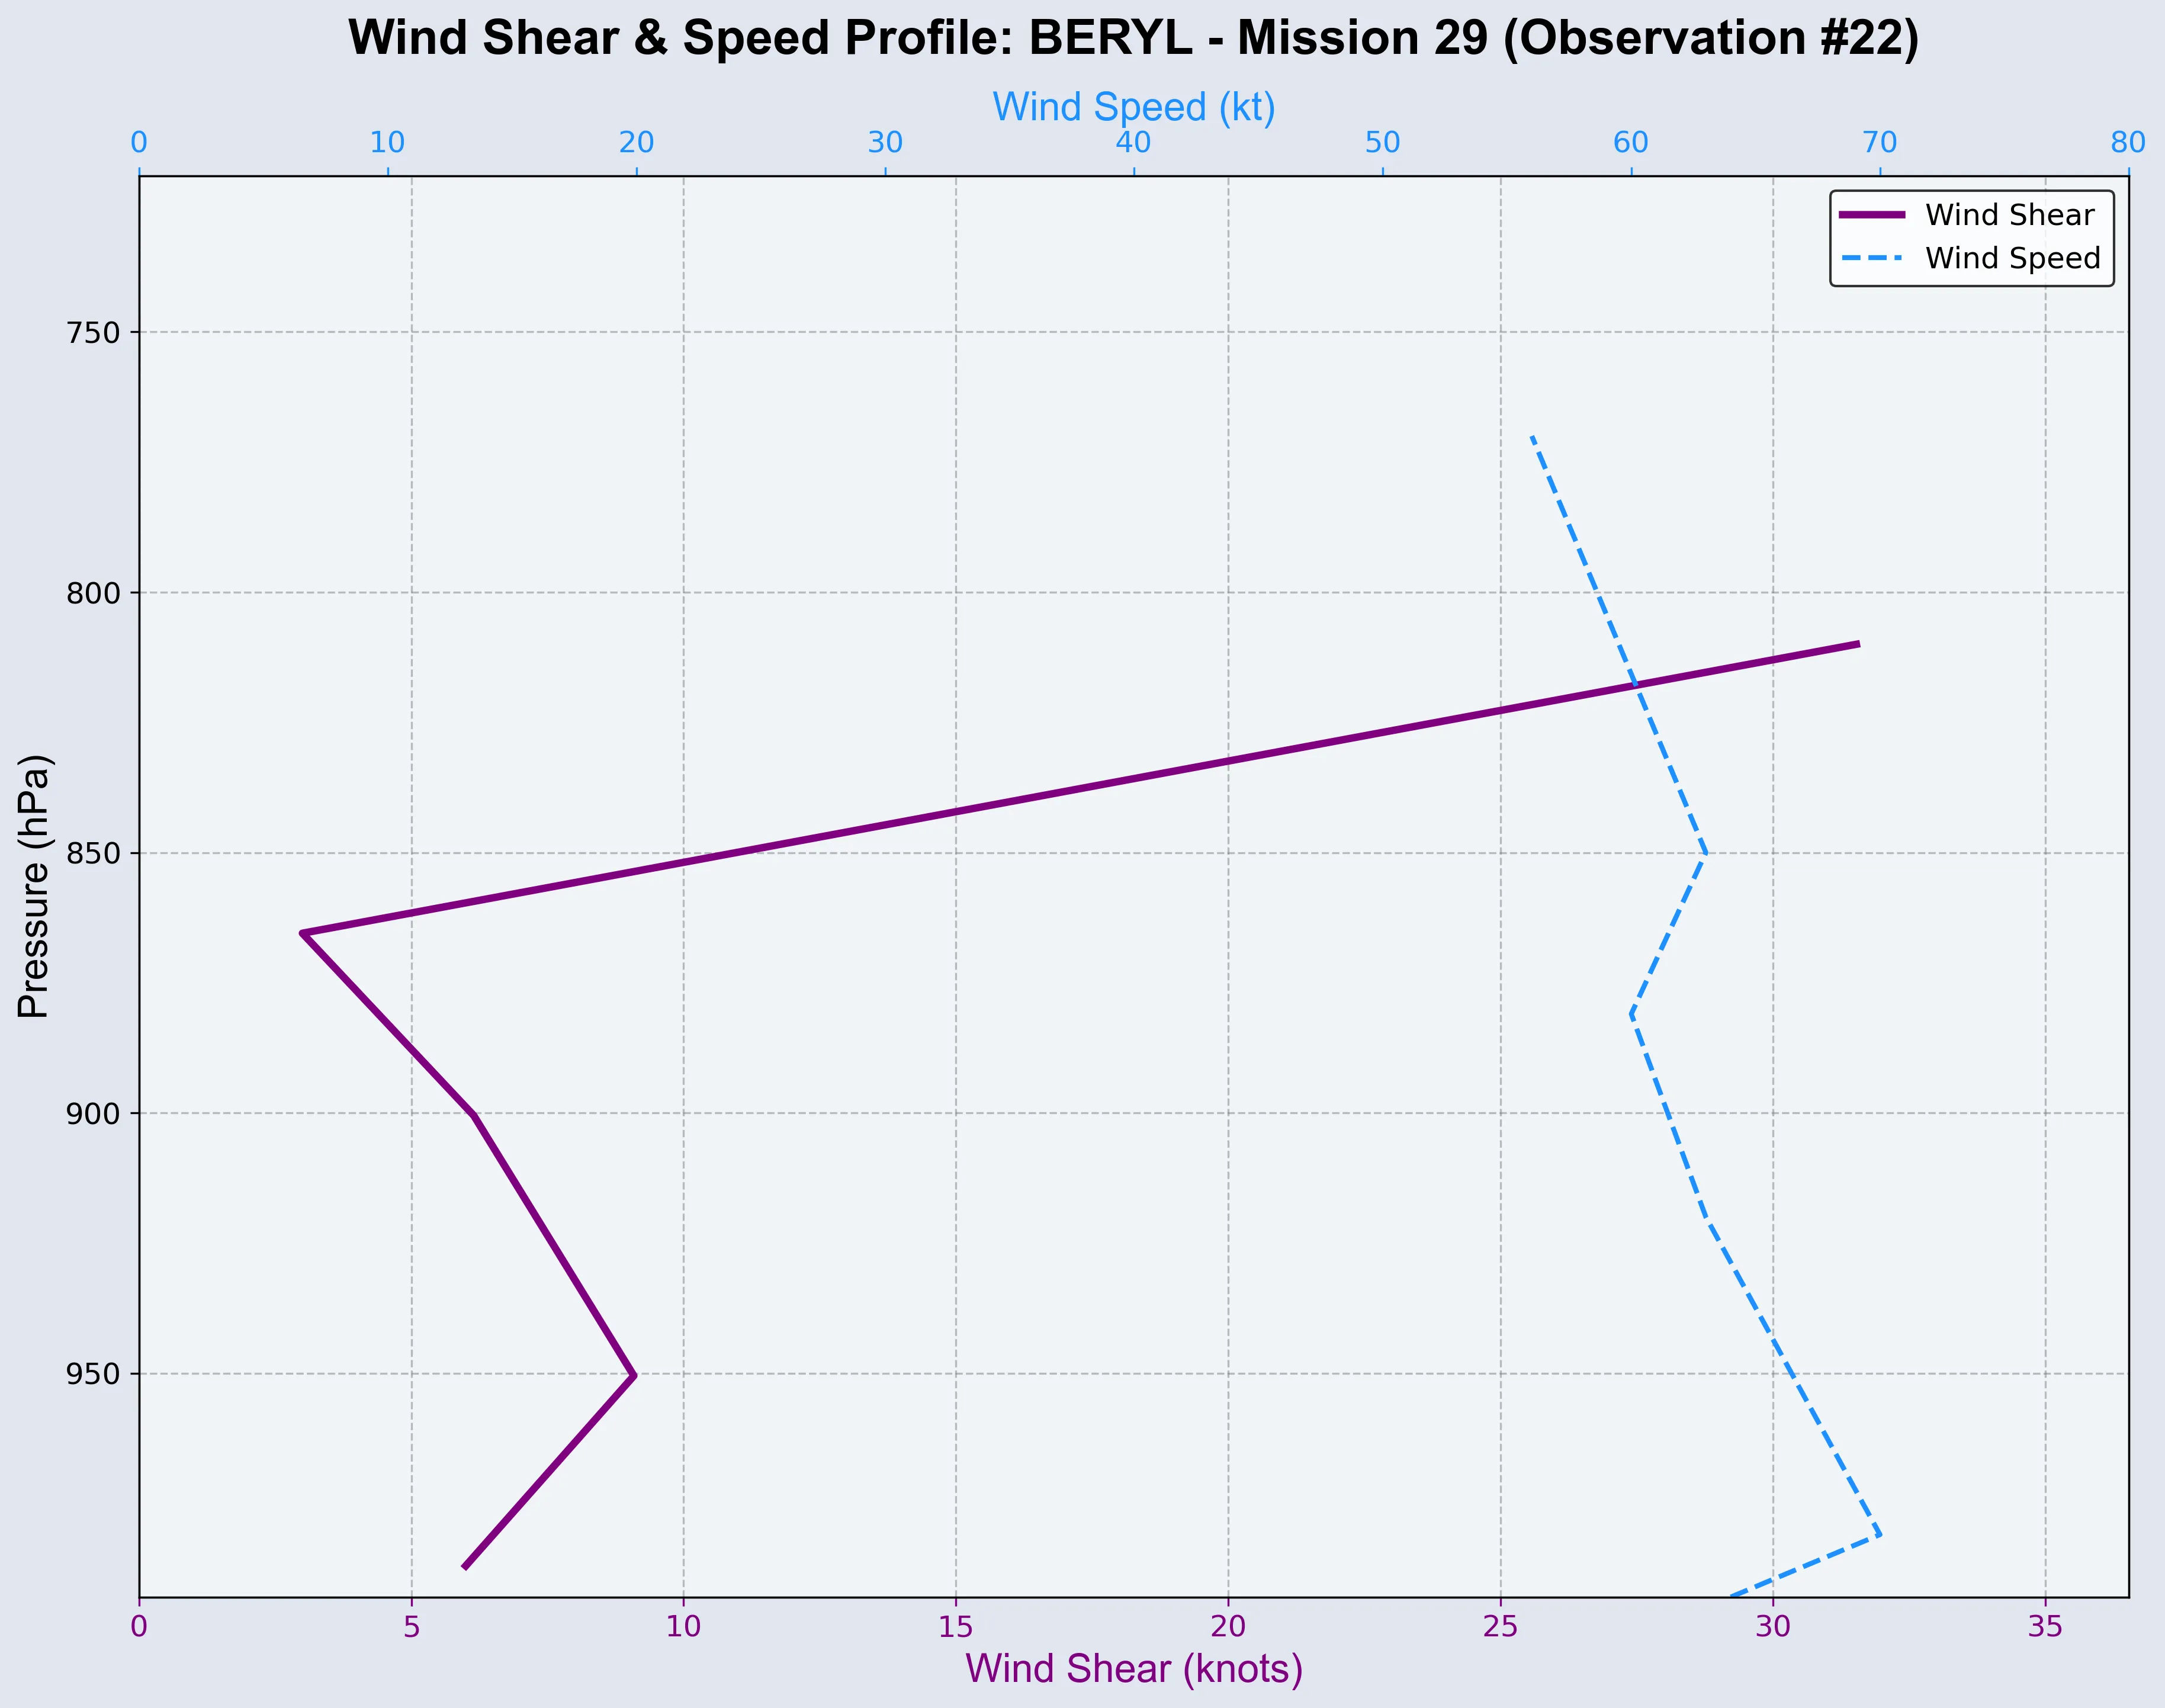 Wind Shear & Speed Profile: BERYL - Mission 29 (Observation #22)
Wind Speed (kt)
0 10 20 30 40 50 60 70 80
Wind Shear
Wind Speed
750
800
850
900
950
Pressure (hPa)
0 5 10 15 20 25 30 35
Wind Shear (knots)